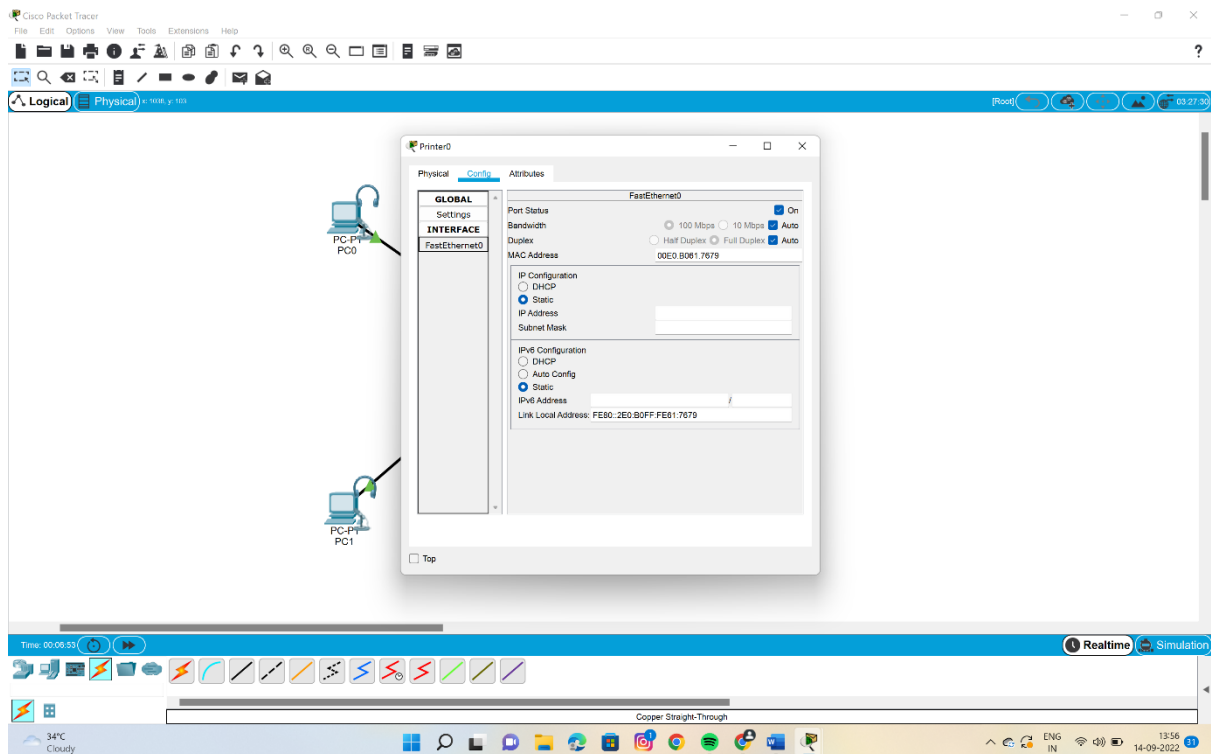 Cisco Packet Tracer
File Edit Options View Tools Extensions Help
?
Logical Physical x: 1038, y: 103 [Root] 03:27:30
Printer0
Physical Config Attributes
GLOBAL
Settings
INTERFACE
FastEthernet0
FastEthernet0
Port Status On
Bandwidth 100 Mbps 10 Mbps Auto
Duplex Half Duplex Full Duplex Auto
MAC Address 00E0.B061.7679
IP Configuration
DHCP
Static
IP Address
Subnet Mask
IPv6 Configuration
DHCP
Auto Config
Static
IPv6 Address /
Link Local Address: FE80::2E0:B0FF:FE61:7679
Top
PC-PT
PC0
PC-PT
PC1
Time: 00:06:53 Realtime Simulation
Copper Straight-Through
34°C
Cloudy
ENG
IN
13:56
14-09-2022
31